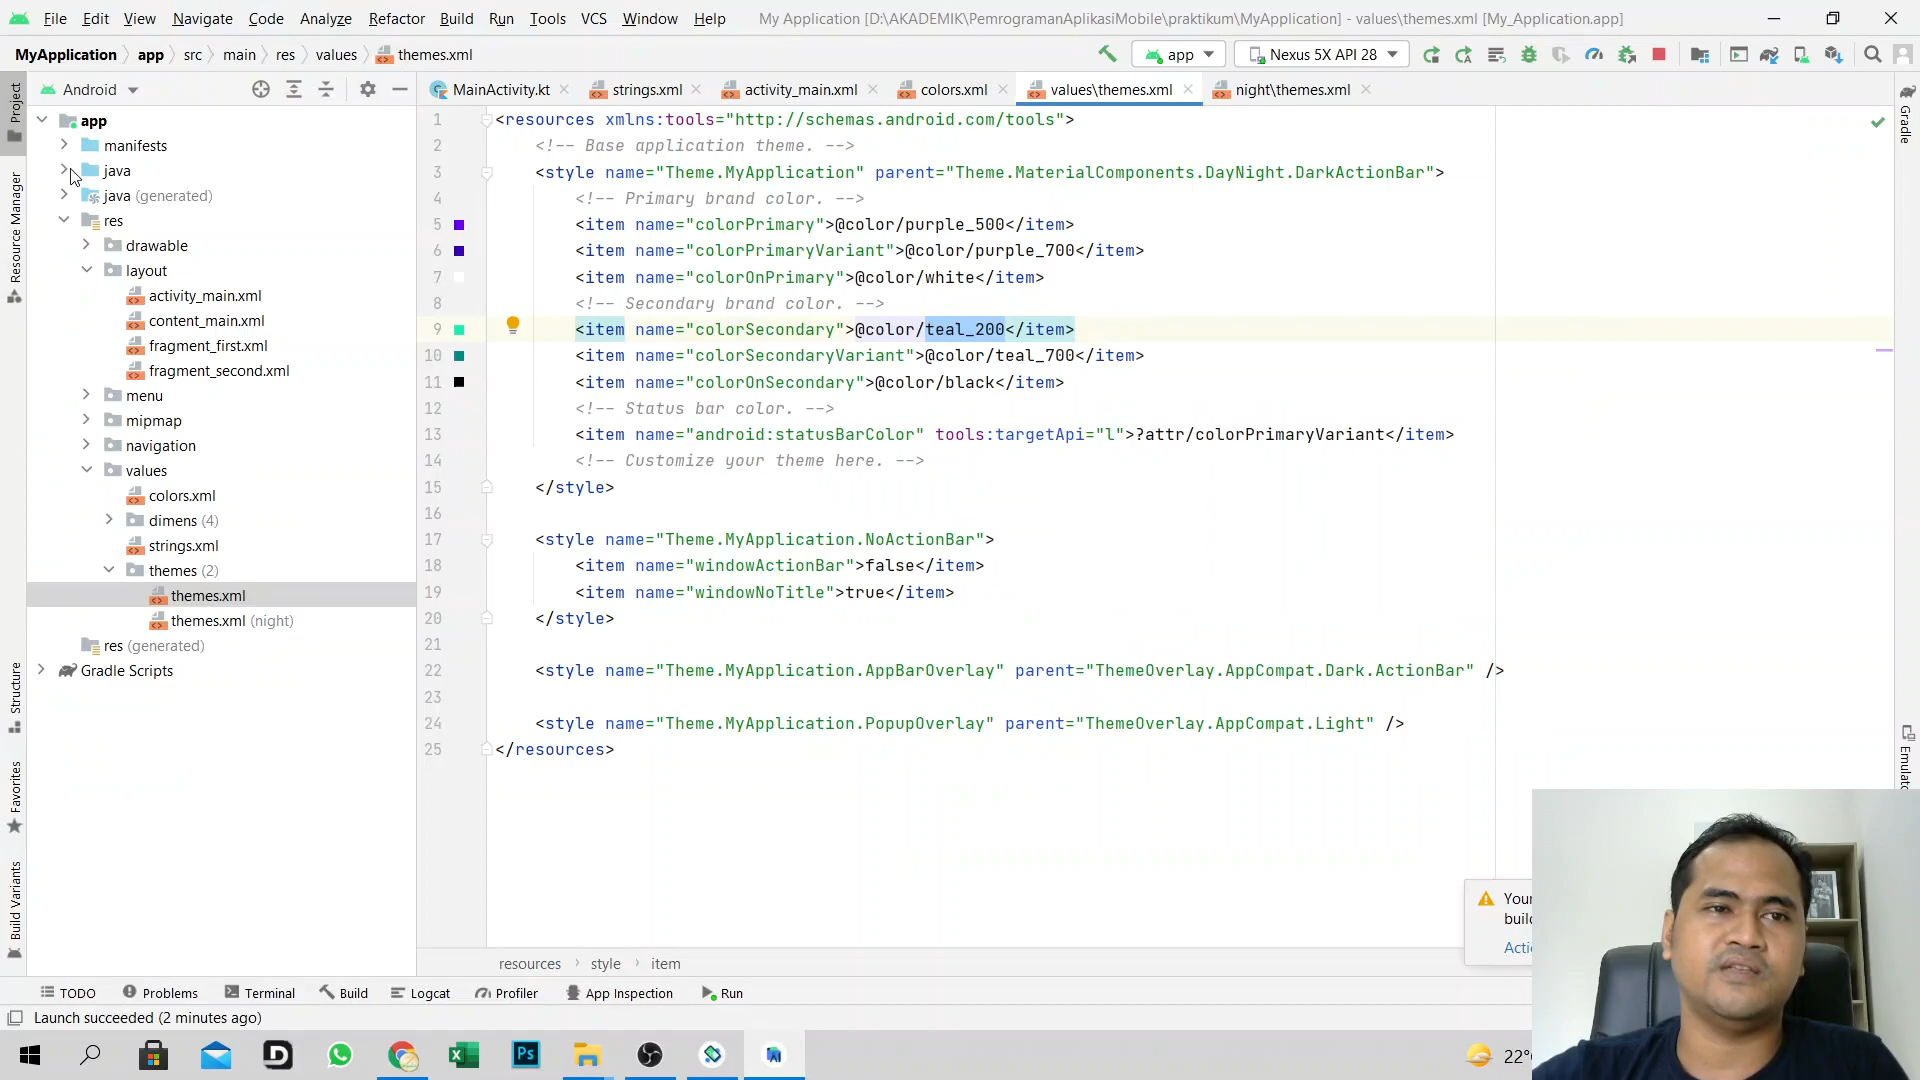 File Edit View Navigate Code Analyze Refactor Build Run Tools VCS Window Help My Application [D:\AKADEMIK\PemrogramanAplikasiMobile\praktikum\MyApplication] - values\themes.xml [My_Application.app]
MyApplication app src main res values themes.xml app Nexus 5X API 28
Android MainActivity.kt strings.xml activity_main.xml colors.xml values\themes.xml night\themes.xml
Project
Resource Manager
Structure
Favorites
Build Variants
app
manifests
java
java (generated)
res
drawable
layout
activity_main.xml
content_main.xml
fragment_first.xml
fragment_second.xml
menu
mipmap
navigation
values
colors.xml
dimens (4)
strings.xml
themes (2)
themes.xml
themes.xml (night)
res (generated)
Gradle Scripts
1 <resources xmlns:tools="http://schemas.android.com/tools">
2 <!-- Base application theme. -->
3 <style name="Theme.MyApplication" parent="Theme.MaterialComponents.DayNight.DarkActionBar">
4 <!-- Primary brand color. -->
5 <item name="colorPrimary">@color/purple_500</item>
6 <item name="colorPrimaryVariant">@color/purple_700</item>
7 <item name="colorOnPrimary">@color/white</item>
8 <!-- Secondary brand color. -->
9 <item name="colorSecondary">@color/teal_200</item>
10 <item name="colorSecondaryVariant">@color/teal_700</item>
11 <item name="colorOnSecondary">@color/black</item>
12 <!-- Status bar color. -->
13 <item name="android:statusBarColor" tools:targetApi="l">?attr/colorPrimaryVariant</item>
14 <!-- Customize your theme here. -->
15 </style>
16
17 <style name="Theme.MyApplication.NoActionBar">
18 <item name="windowActionBar">false</item>
19 <item name="windowNoTitle">true</item>
20 </style>
21
22 <style name="Theme.MyApplication.AppBarOverlay" parent="ThemeOverlay.AppCompat.Dark.ActionBar" />
23
24 <style name="Theme.MyApplication.PopupOverlay" parent="ThemeOverlay.AppCompat.Light" />
25 </resources>
Gradle
resources style item
TODO Problems Terminal Build Logcat Profiler App Inspection Run
Launch succeeded (2 minutes ago)
Ps
22°